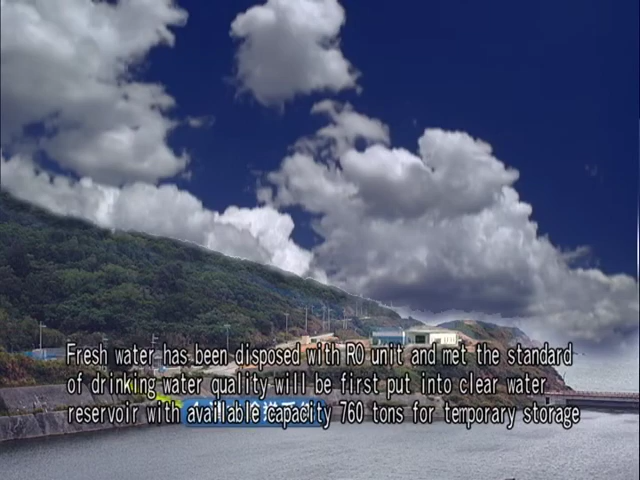 Fresh water has been disposed with RO unit and met the standard
of drinking water quality will be first put into clear water
reservoir with available capacity 760 tons for temporary storage